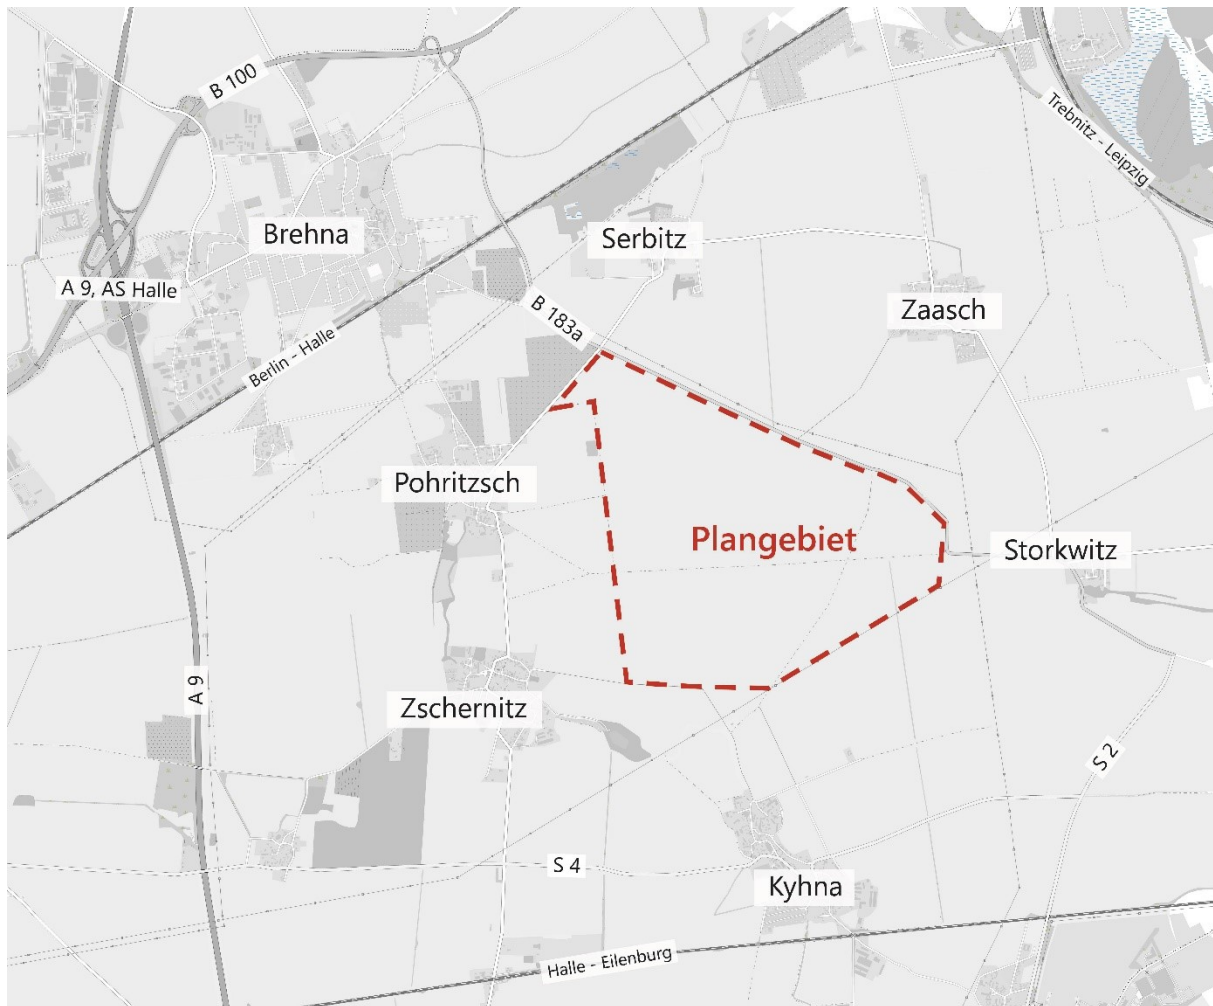 B 100
Trebnitz - Leipzig
Brehna
Serbitz
A 9, AS Halle
B 183a
Zaasch
Berlin - Halle
Pohritzsch
Plangebiet
Storkwitz
A 9
Zschernitz
S 2
S 4
Kyhna
Halle - Eilenburg